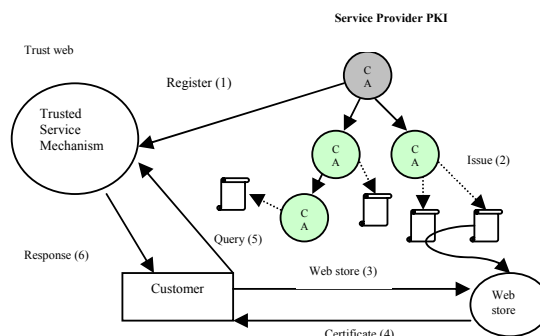 Service Provider PKI
Trust web
Register (1)
C
A
Trusted
Service
Mechanism
C
A
C
A
Issue (2)
C
A
Query (5)
Response (6)
Web store (3)
Customer
Web
store
Certificate (4)